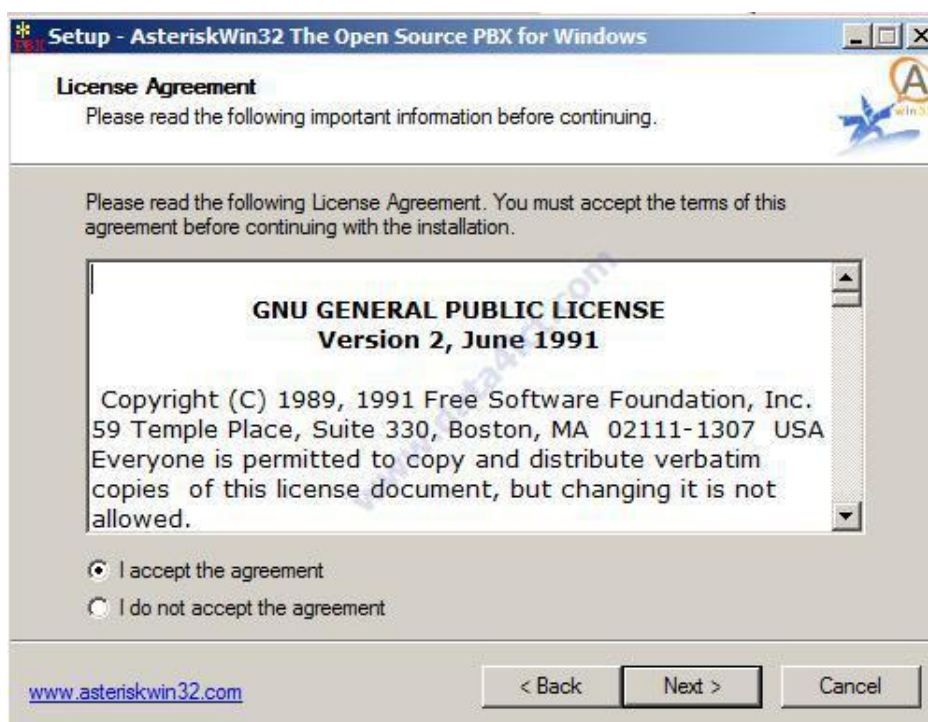 PBX
Setup - AsteriskWin32 The Open Source PBX for Windows
License Agreement
Please read the following important information before continuing.
A
win32
Please read the following License Agreement. You must accept the terms of this
agreement before continuing with the installation.
GNU GENERAL PUBLIC LICENSE
Version 2, June 1991
Copyright (C) 1989, 1991 Free Software Foundation, Inc.
59 Temple Place, Suite 330, Boston, MA 02111-1307 USA
Everyone is permitted to copy and distribute verbatim
copies of this license document, but changing it is not
allowed.
I accept the agreement
I do not accept the agreement
www.asteriskwin32.com
< Back
Next >
Cancel